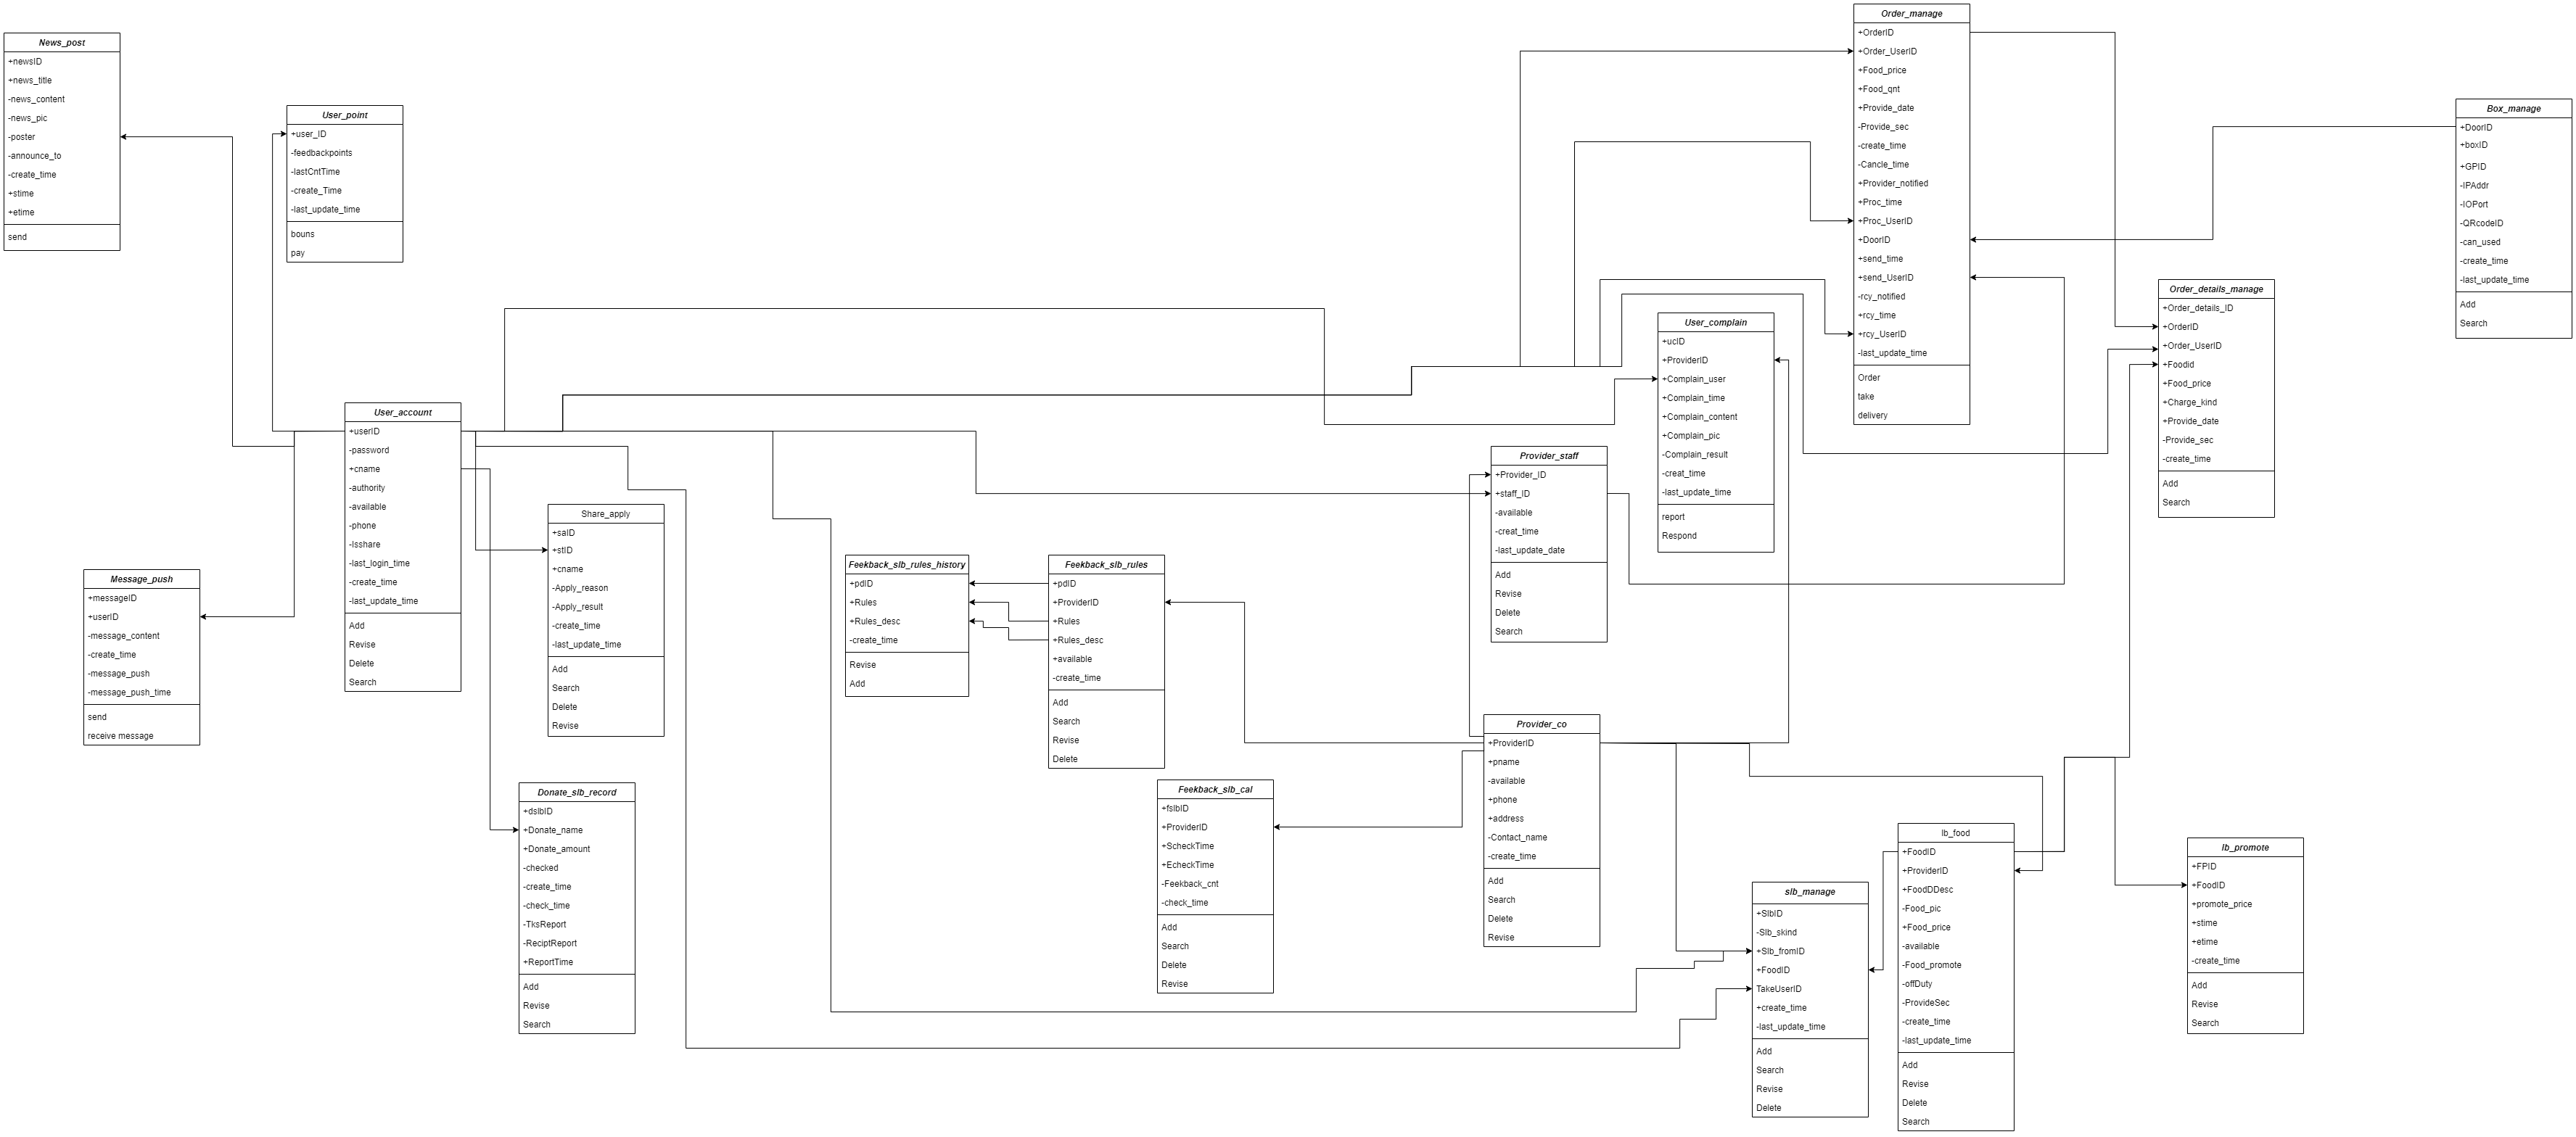 News_post
+newsID
+news_title
-news_content
-news_pic
-poster
-announce_to
-create_time
+stime
+etime
send
User_point
+user_ID
-feedbackpoints
-lastCntTime
-create_Time
-last_update_time
bouns
pay
Order_manage
+OrderID
+Order_UserID
+Food_price
+Food_qnt
+Provide_date
-Provide_sec
-create_time
-Cancle_time
+Provider_notified
+Proc_time
+Proc_UserID
+DoorID
+send_time
+send_UserID
-rcy_notified
+rcy_time
+rcy_UserID
-last_update_time
Order
take
delivery
Box_manage
+DoorID
+boxID
+GPID
-IPAddr
-IOPort
-QRcodeID
-can_used
-create_time
-last_update_time
Add
Search
Order_details_manage
+Order_details_ID
+OrderID
+Order_UserID
+Foodid
+Food_price
+Charge_kind
+Provide_date
-Provide_sec
-create_time
Add
Search
User_complain
+ucID
+ProviderID
+Complain_user
+Complain_time
+Complain_content
+Complain_pic
-Complain_result
-creat_time
-last_update_time
report
Respond
User_account
+userID
-password
+cname
-authority
-available
-phone
-Isshare
-last_login_time
-create_time
-last_update_time
Add
Revise
Delete
Search
Provider_staff
+Provider_ID
+staff_ID
-available
-creat_time
-last_update_date
Add
Revise
Delete
Search
Share_apply
+saID
+stID
+cname
-Apply_reason
-Apply_result
-create_time
-last_update_time
Add
Search
Delete
Revise
Message_push
+messageID
+userID
-message_content
-create_time
-message_push
-message_push_time
send
receive message
Feekback_slb_rules_history
+pdID
+Rules
+Rules_desc
-create_time
Revise
Add
Feekback_slb_rules
+pdID
+ProviderID
+Rules
+Rules_desc
+available
-create_time
Add
Search
Revise
Delete
Provider_co
+ProviderID
+pname
-available
+phone
+address
-Contact_name
-create_time
Add
Search
Delete
Revise
Feekback_slb_cal
+fslbID
+ProviderID
+ScheckTime
+EcheckTime
-Feekback_cnt
-check_time
Add
Search
Delete
Revise
Donate_slb_record
+dslbID
+Donate_name
+Donate_amount
-checked
-create_time
-check_time
-TksReport
-ReciptReport
+ReportTime
Add
Revise
Search
slb_manage
+SlbID
-Slb_skind
+Slb_fromID
+FoodID
TakeUserID
+create_time
-last_update_time
Add
Search
Revise
Delete
lb_food
+FoodID
+ProviderID
+FoodDDesc
-Food_pic
+Food_price
-available
-Food_promote
-offDuty
-ProvideSec
-create_time
-last_update_time
Add
Revise
Delete
Search
lb_promote
+FPID
+FoodID
+promote_price
+stime
+etime
-create_time
Add
Revise
Search